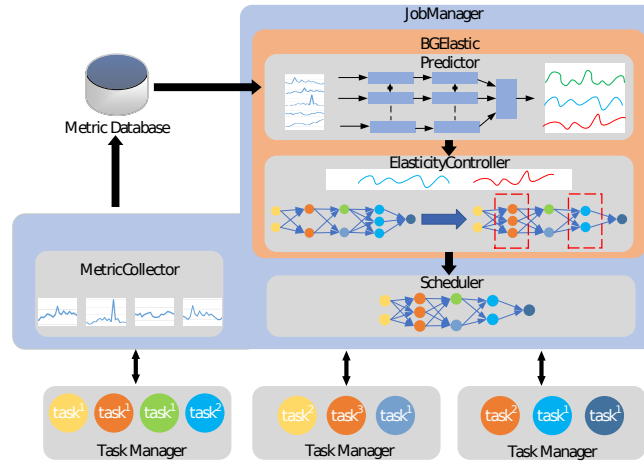 JobManager
BGElastic
Predictor
Metric Database
ElasticityController
MetricCollector
Scheduler
task1 task1 task1 task2
Task Manager
task2 task3 task1
Task Manager
task2 task1 task1
Task Manager